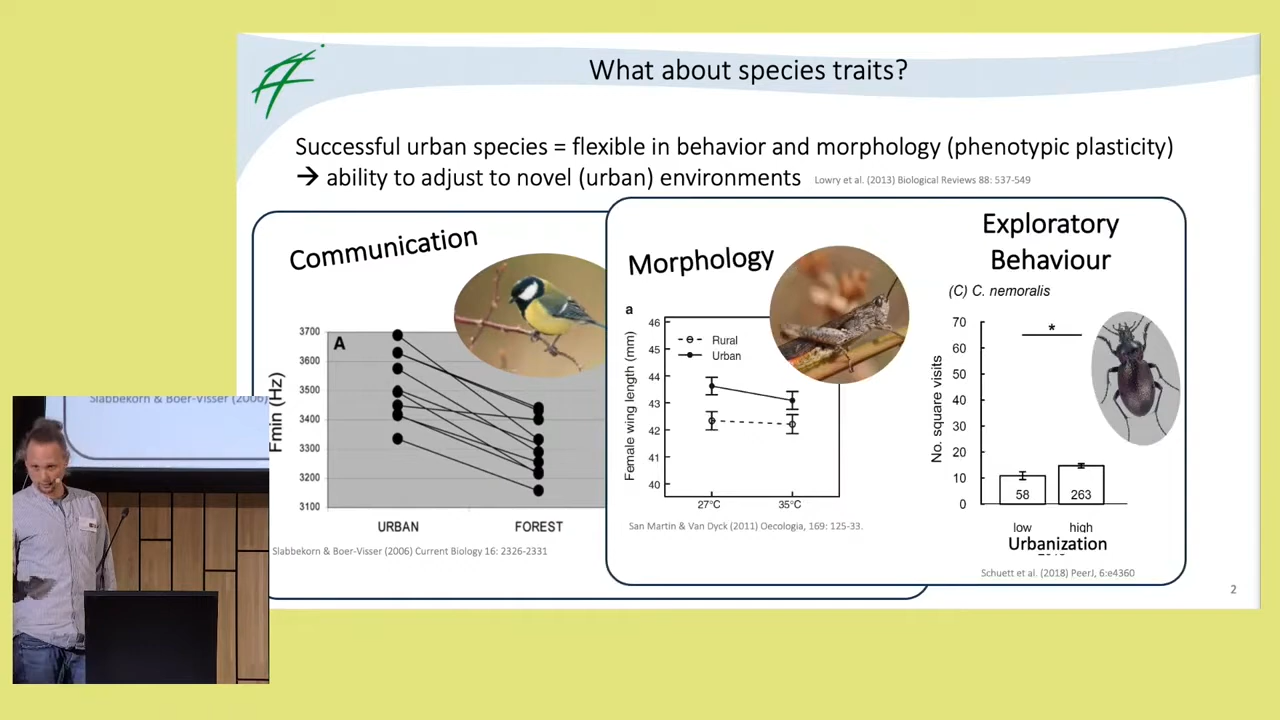 What about species traits?
Successful urban species = flexible in behavior and morphology (phenotypic plasticity)
→ ability to adjust to novel (urban) environments
Lowry et al. (2013) Biological Reviews 88: 537-549
Communication
A
Fmin (Hz)
3700
3600
3500
3400
3300
3200
3100
URBAN FOREST
Slabbekorn & Boer-Visser (2006) Current Biology 16: 2326-2331
Morphology
a
Female wing length (mm)
46
45
44
43
42
41
40
Rural
Urban
27°C 35°C
San Martin & Van Dyck (2011) Oecologia, 169: 125-33.
Exploratory
Behaviour
(C) C. nemoralis
No. square visits
70
60
50
40
30
20
10
0
*
58 263
low high
Urbanization
Schuett et al. (2018) PeerJ, 6:e4360
2
Slabbekorn & Boer-Visser (2006)